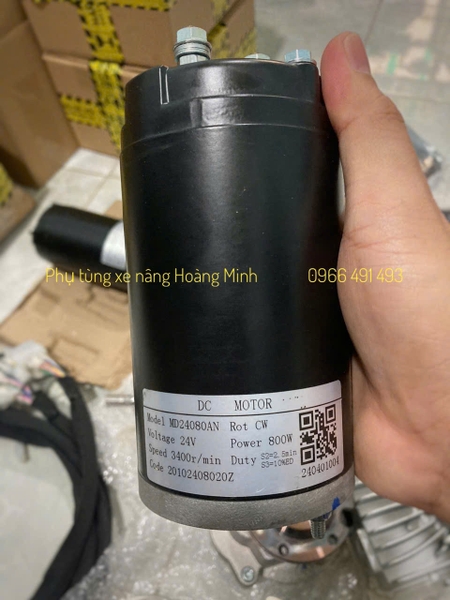 Phụ tùng xe nâng Hoàng Minh 0966 491 493
DC MOTOR
Model MD24080AN Rot CW
Voltage 24V Power 800W
Speed 3400r/min Duty S2=2.5min
S3=10%ED
Code 20102408020Z
240401004